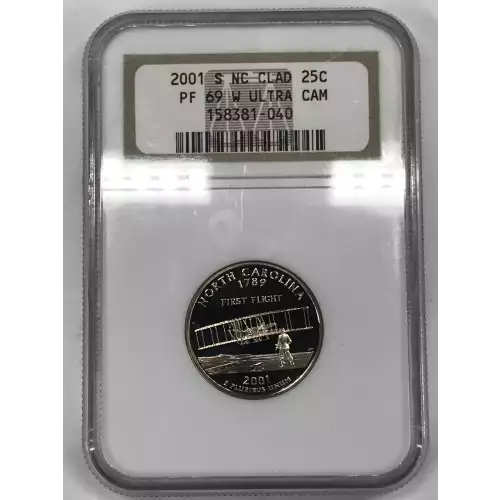 2001 S NC CLAD 25C
PF 69 W ULTRA CAM
158381 040
NORTH CAROLINA
1789
FIRST FLIGHT
2001
E PLURIBUS UNUM